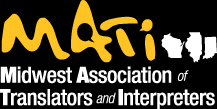 MATi
Midwest Association of
Translators and Interpreters